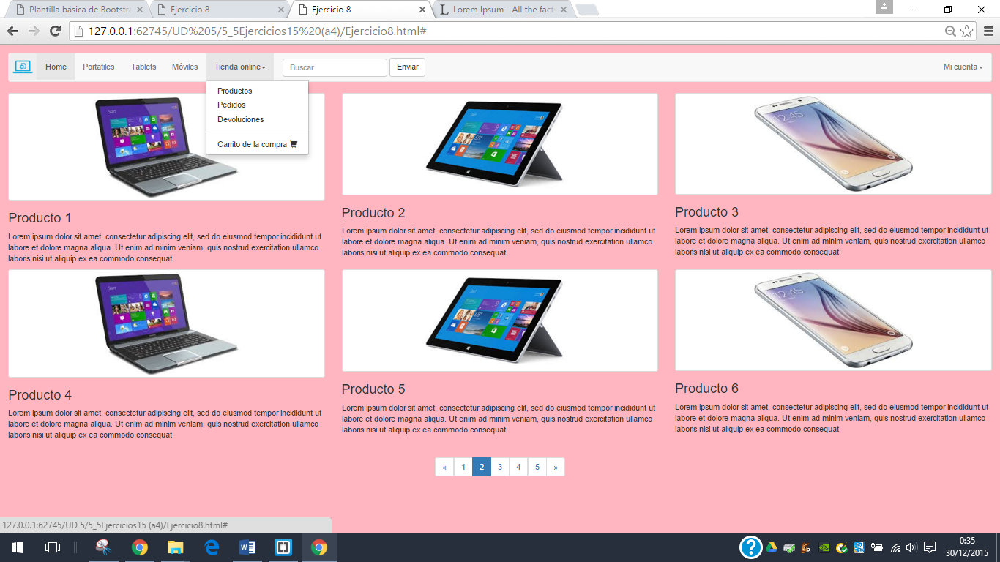 Plantilla básica de Bootstra
Ejercicio 8
Ejercicio 8
Lorem Ipsum - All the fact
127.0.0.1:62745/UD%205/5_5Ejercicios15%20(a4)/Ejercicio8.html#
Home
Portatiles
Tablets
Móviles
Tienda online
Buscar
Enviar
Mi cuenta
Productos
Pedidos
Devoluciones
Carrito de la compra
Producto 1
Lorem ipsum dolor sit amet, consectetur adipiscing elit, sed do eiusmod tempor incididunt ut
labore et dolore magna aliqua. Ut enim ad minim veniam, quis nostrud exercitation ullamco
laboris nisi ut aliquip ex ea commodo consequat
Producto 2
Lorem ipsum dolor sit amet, consectetur adipiscing elit, sed do eiusmod tempor incididunt ut
labore et dolore magna aliqua. Ut enim ad minim veniam, quis nostrud exercitation ullamco
laboris nisi ut aliquip ex ea commodo consequat
Producto 3
Lorem ipsum dolor sit amet, consectetur adipiscing elit, sed do eiusmod tempor incididunt ut
labore et dolore magna aliqua. Ut enim ad minim veniam, quis nostrud exercitation ullamco
laboris nisi ut aliquip ex ea commodo consequat
Producto 4
Lorem ipsum dolor sit amet, consectetur adipiscing elit, sed do eiusmod tempor incididunt ut
labore et dolore magna aliqua. Ut enim ad minim veniam, quis nostrud exercitation ullamco
laboris nisi ut aliquip ex ea commodo consequat
Producto 5
Lorem ipsum dolor sit amet, consectetur adipiscing elit, sed do eiusmod tempor incididunt ut
labore et dolore magna aliqua. Ut enim ad minim veniam, quis nostrud exercitation ullamco
laboris nisi ut aliquip ex ea commodo consequat
Producto 6
Lorem ipsum dolor sit amet, consectetur adipiscing elit, sed do eiusmod tempor incididunt ut
labore et dolore magna aliqua. Ut enim ad minim veniam, quis nostrud exercitation ullamco
laboris nisi ut aliquip ex ea commodo consequat
« 1 2 3 4 5 »
127.0.0.1:62745/UD 5/5_5Ejercicios15 (a4)/Ejercicio8.html#
0:35
30/12/2015